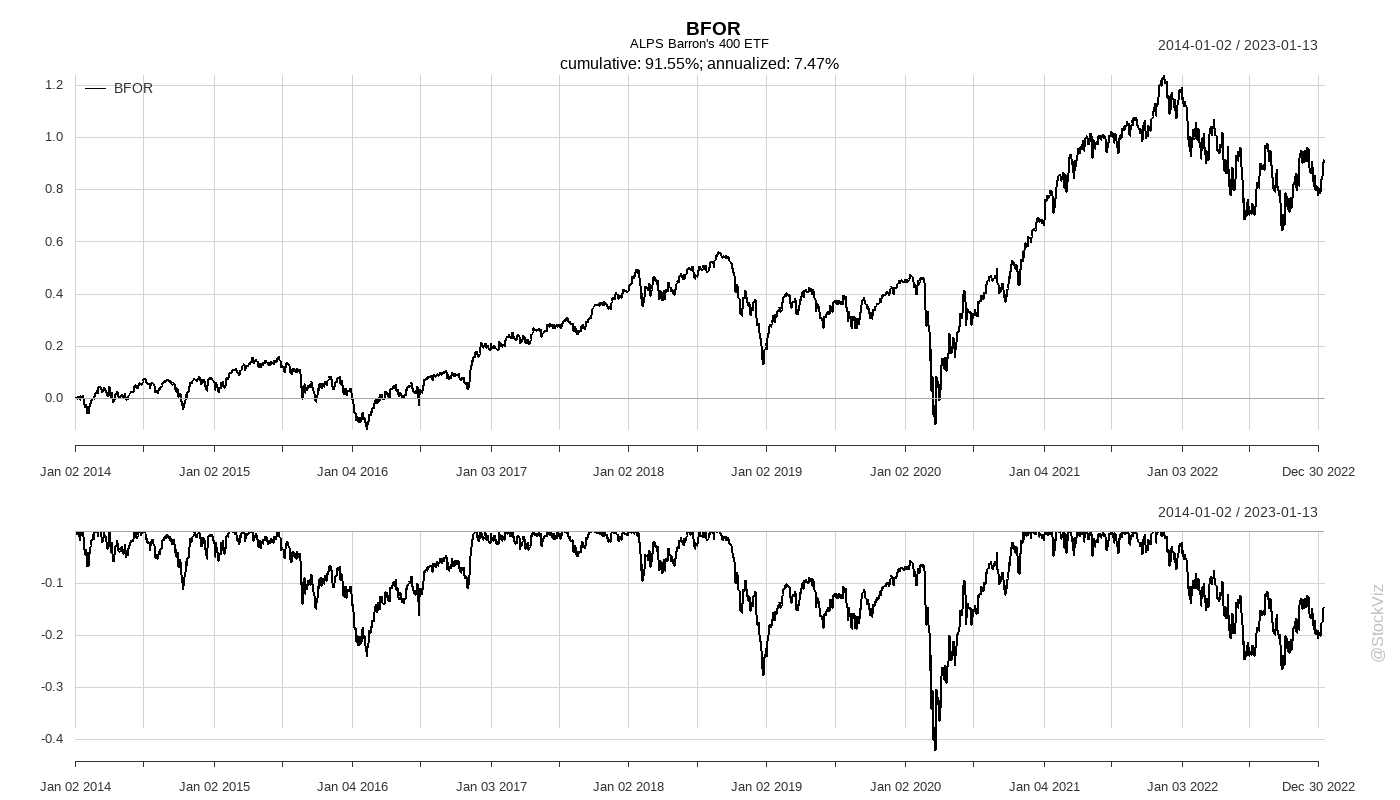 BFOR
ALPS Barron's 400 ETF
cumulative: 91.55%; annualized: 7.47%
2014-01-02 / 2023-01-13
BFOR
1.2
1.0
0.8
0.6
0.4
0.2
0.0
Jan 02 2014 Jan 02 2015 Jan 04 2016 Jan 03 2017 Jan 02 2018 Jan 02 2019 Jan 02 2020 Jan 04 2021 Jan 03 2022 Dec 30 2022
2014-01-02 / 2023-01-13
-0.1
-0.2
-0.3
-0.4
Jan 02 2014 Jan 02 2015 Jan 04 2016 Jan 03 2017 Jan 02 2018 Jan 02 2019 Jan 02 2020 Jan 04 2021 Jan 03 2022 Dec 30 2022
@StockViz